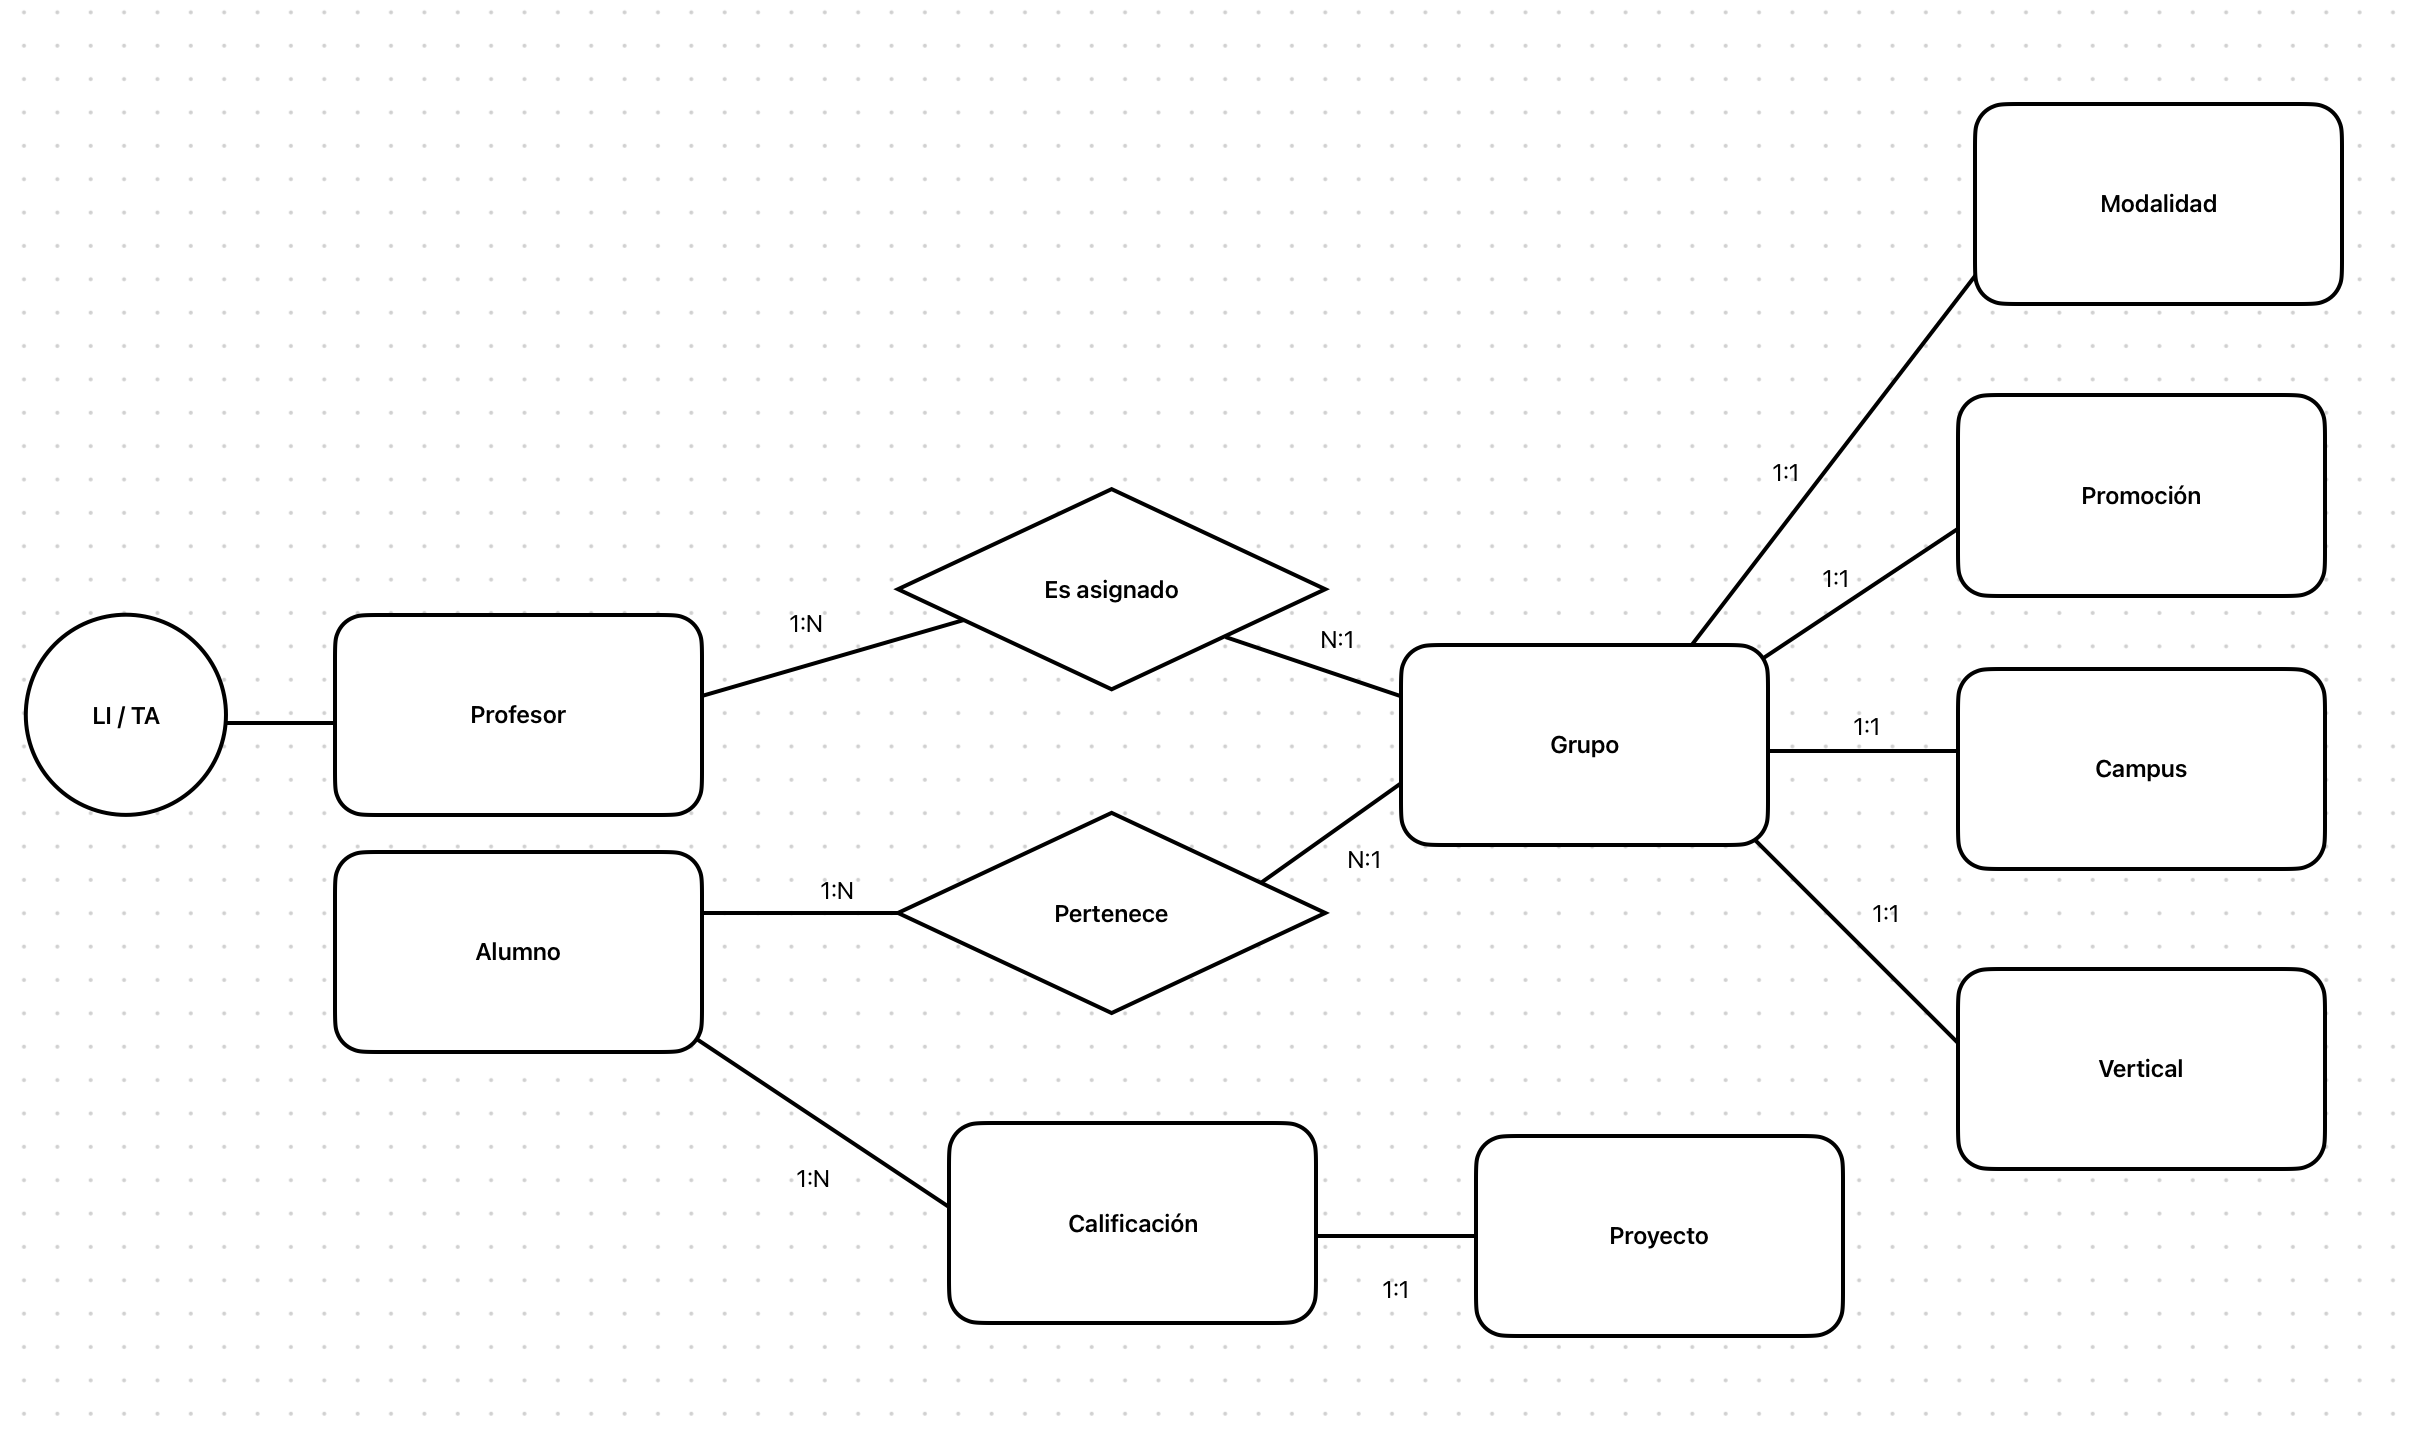 Modalidad
1:1
Promoción
1:1
Es asignado
1:N
N:1
LI / TA
Profesor
Grupo
1:1
Campus
N:1
1:N
Pertenece
1:1
Alumno
Vertical
1:N
Calificación
Proyecto
1:1